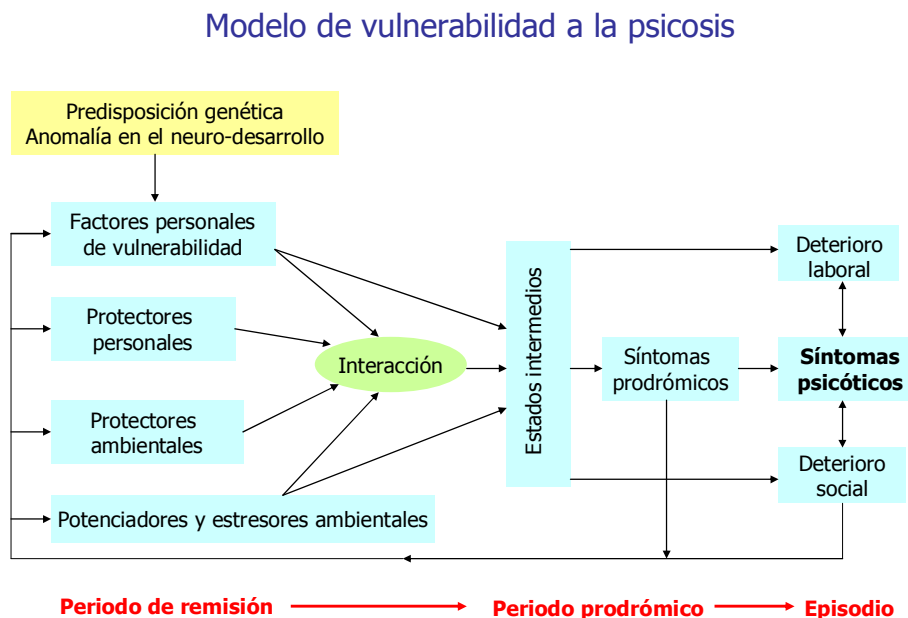 Modelo de vulnerabilidad a la psicosis
Predisposición genética
Anomalía en el neuro-desarrollo
Factores personales
de vulnerabilidad
Protectores
personales
Protectores
ambientales
Potenciadores y estresores ambientales
Interacción
Estados intermedios
Síntomas
prodrómicos
Deterioro
laboral
Síntomas
psicóticos
Deterioro
social
Periodo de remisión
Periodo prodrómico
Episodio